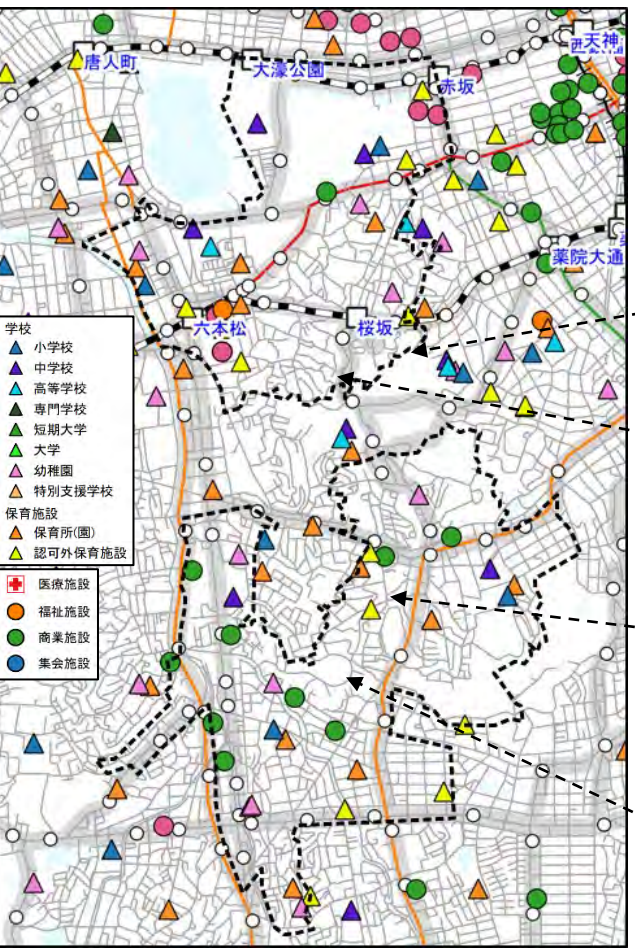 唐人町
大濠公園
赤坂
天神
薬院大通
六本松
桜坂
学校
小学校
中学校
高等学校
専門学校
短期大学
大学
幼稚園
特別支援学校
保育施設
保育所(園)
認可外保育施設
医療施設
福祉施設
商業施設
集会施設